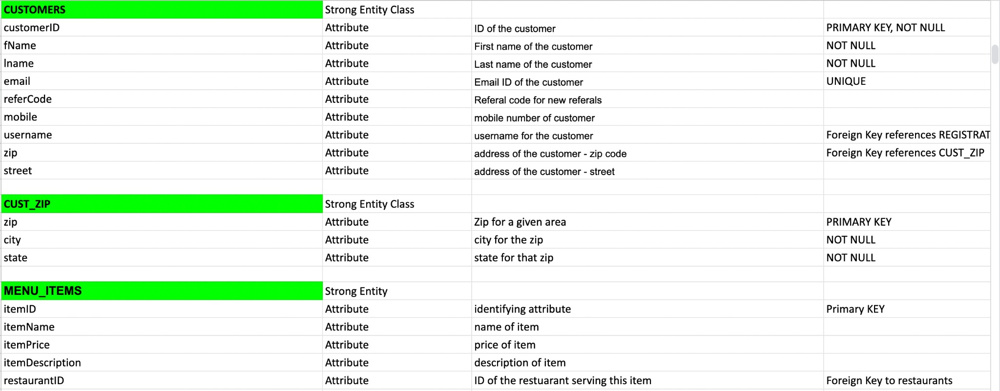 CUSTOMERS Strong Entity Class
customerID Attribute ID of the customer PRIMARY KEY, NOT NULL
fName Attribute First name of the customer NOT NULL
lname Attribute Last name of the customer NOT NULL
email Attribute Email ID of the customer UNIQUE
referCode Attribute Referal code for new referals
mobile Attribute mobile number of customer
username Attribute username for the customer Foreign Key references REGISTRAT
zip Attribute address of the customer - zip code Foreign Key references CUST_ZIP
street Attribute address of the customer - street
CUST_ZIP Strong Entity Class
zip Attribute Zip for a given area PRIMARY KEY
city Attribute city for the zip NOT NULL
state Attribute state for that zip NOT NULL
MENU_ITEMS Strong Entity
itemID Attribute identifying attribute Primary KEY
itemName Attribute name of item
itemPrice Attribute price of item
itemDescription Attribute description of item
restaurantID Attribute ID of the restuarant serving this item Foreign Key to restaurants